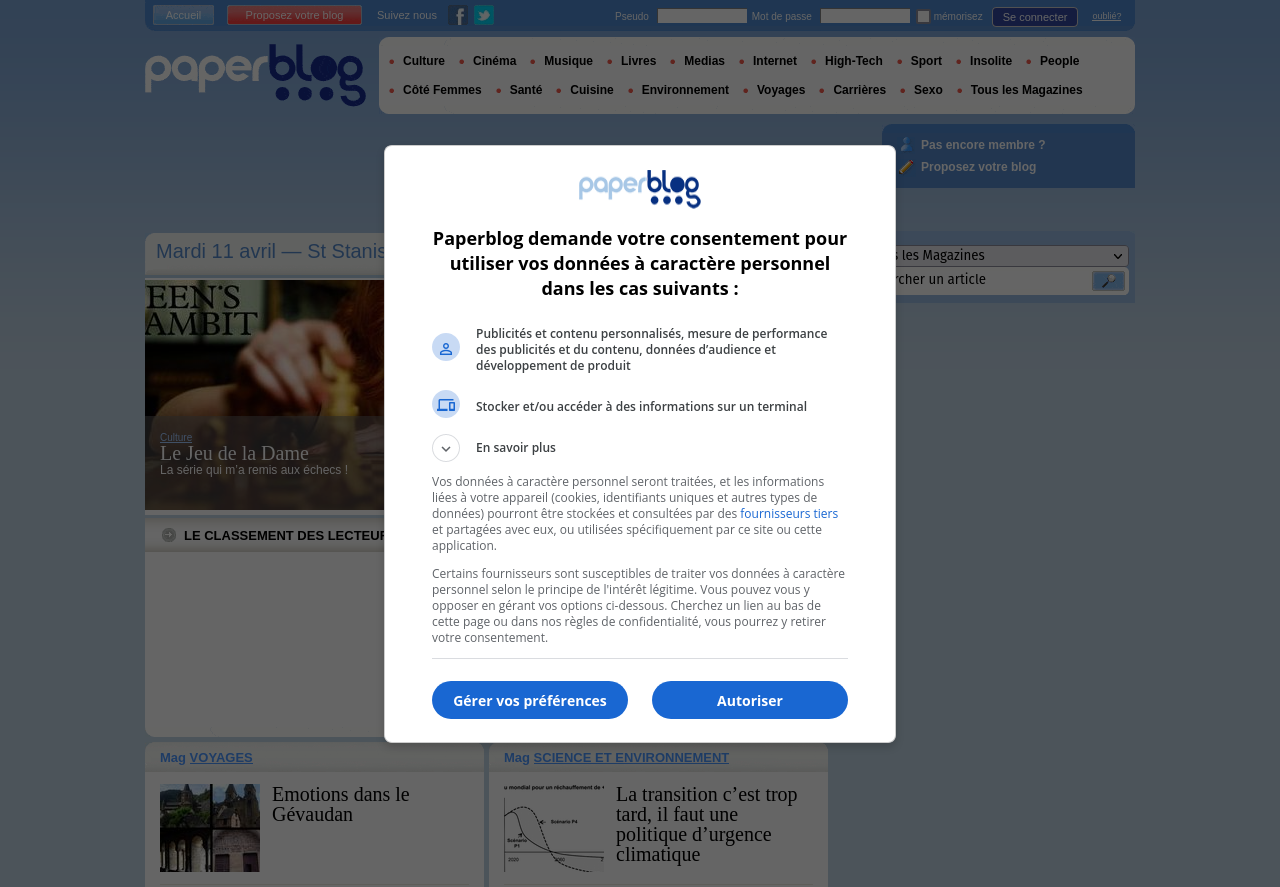 Accueil
Proposez votre blog
Suivez nous
Pseudo
Mot de passe
mémorisez
Se connecter
oublié?
paperblog
Culture
Cinéma
Musique
Livres
Medias
Internet
High-Tech
Sport
Insolite
People
Côté Femmes
Santé
Cuisine
Environnement
Voyages
Carrières
Sexo
Tous les Magazines
Pas encore membre ?
Proposez votre blog
Mardi 11 avril — St Stanis
s les Magazines
rcher un article
EEN'S
AMBIT
Culture
Le Jeu de la Dame
La série qui m'a remis aux échecs !
LE CLASSEMENT DES LECTEUR
paperblog
Paperblog demande votre consentement pour
utiliser vos données à caractère personnel
dans les cas suivants :
Publicités et contenu personnalisés, mesure de performance
des publicités et du contenu, données d’audience et
développement de produit
Stocker et/ou accéder à des informations sur un terminal
En savoir plus
Vos données à caractère personnel seront traitées, et les informations
liées à votre appareil (cookies, identifiants uniques et autres types de
données) pourront être stockées et consultées par des fournisseurs tiers
et partagées avec eux, ou utilisées spécifiquement par ce site ou cette
application.
Certains fournisseurs sont susceptibles de traiter vos données à caractère
personnel selon le principe de l'intérêt légitime. Vous pouvez vous y
opposer en gérant vos options ci-dessous. Cherchez un lien au bas de
cette page ou dans nos règles de confidentialité, vous pourrez y retirer
votre consentement.
Gérer vos préférences
Autoriser
Mag VOYAGES
Emotions dans le
Gévaudan
Mag SCIENCE ET ENVIRONNEMENT
u mondial pour un réchauffement de
Scénario P4
Scénario
P1
2020
La transition c’est trop
tard, il faut une
politique d’urgence
climatique